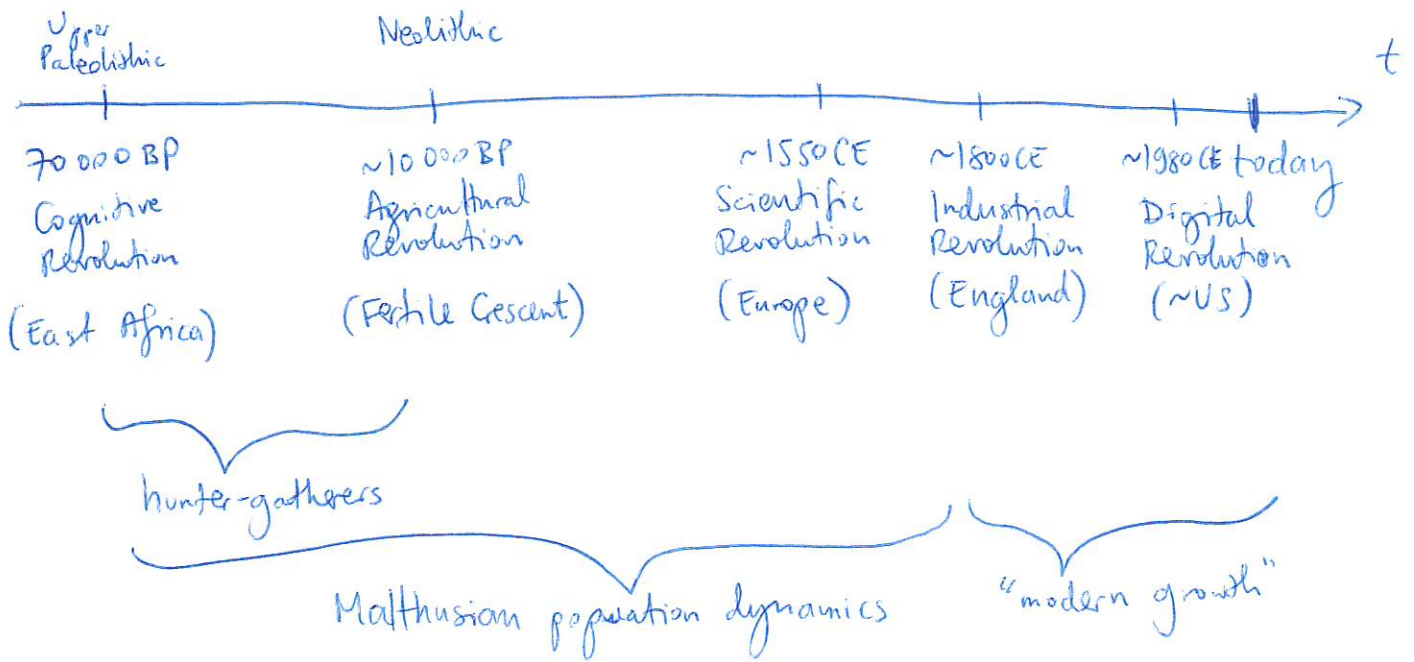 Upper
Paleolithic
Neolithic
t
70 000 BP
Cognitive
Revolution
(East Africa)
~10 000 BP
Agricultural
Revolution
(Fertile Crescent)
~1550 CE
Scientific
Revolution
(Europe)
~1800 CE
Industrial
Revolution
(England)
~1980 CE
Digital
Revolution
(~US)
today
hunter-gatherers
Malthusian population dynamics
"modern growth"